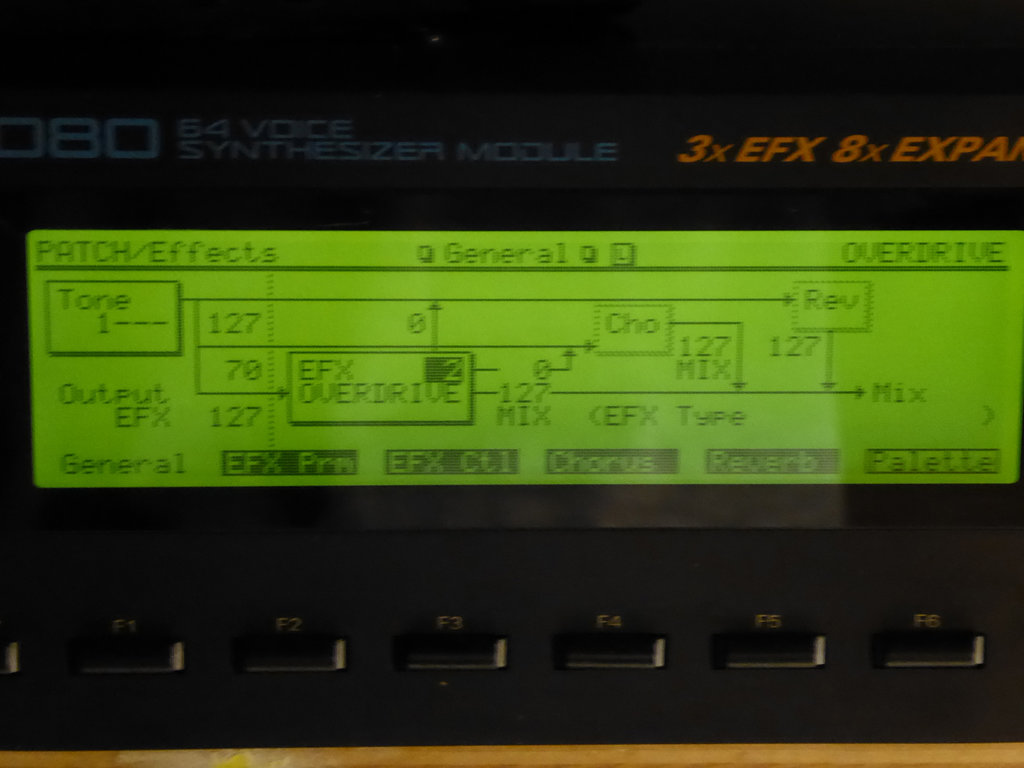 080 64 VOICE
SYNTHESIZER MODULE
3x EFX 8x EXPAN
PATCH/Effects General OVERDRIVE
Tone
1---
127
0
Cho
Rev
127
MIX
127
70
EFX
OVERDRIVE
0
127
MIX
Mix
Output
EFX 127
(EFX Type )
General EFX Prm EFX Ctl Chorus Reverb Palette
F1 F2 F3 F4 F5 F6